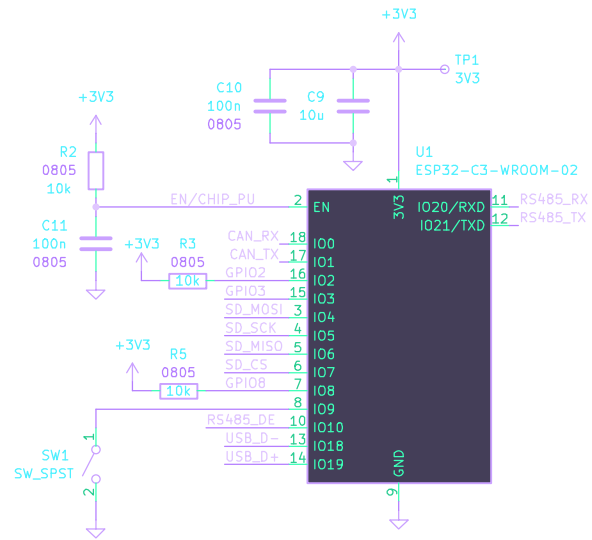 +3V3
TP1
3V3
C10
100n
0805
C9
10u
+3V3
R2
0805
10k
U1
ESP32-C3-WROOM-02
1
3V3
EN/CHIP_PU
2
EN
IO20/RXD
11
RS485_RX
IO21/TXD
12
RS485_TX
C11
100n
0805
+3V3
R3
0805
10k
CAN_RX
18
IO0
CAN_TX
17
IO1
GPIO2
16
IO2
GPIO3
15
IO3
SD_MOSI
3
IO4
SD_SCK
4
IO5
SD_MISO
5
IO6
SD_CS
6
IO7
+3V3
R5
0805
10k
GPIO8
7
IO8
8
IO9
RS485_DE
10
IO10
USB_D-
13
IO18
USB_D+
14
IO19
1
SW1
SW_SPST
2
GND
9